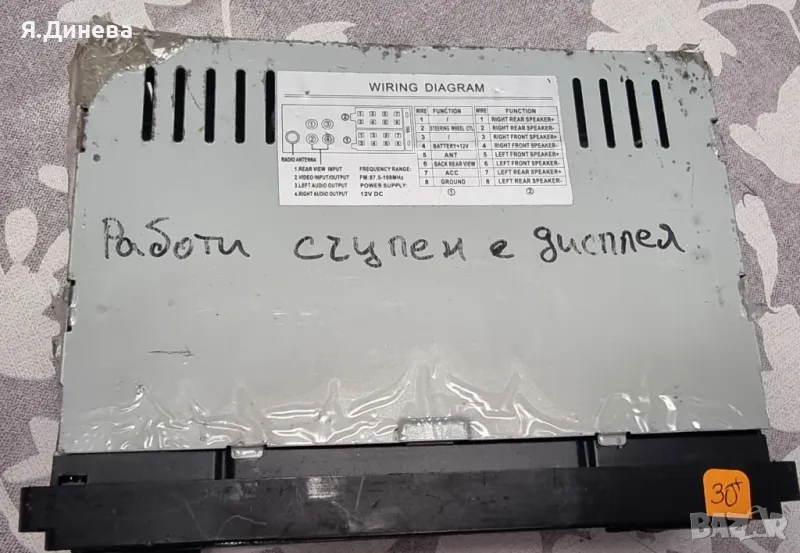 Я.Динева
WIRING DIAGRAM
RADIO ANTENNA
1.REAR VIEW INPUT
2.VIDEO INPUT/OUTPUT
3.LEFT AUDIO OUTPUT
4.RIGHT AUDIO OUTPUT
FREQUENCY RANGE:
FM:87.5-108MHz
POWER SUPPLY:
12V DC
WIRE FUNCTION WIRE FUNCTION
1 / 1 RIGHT REAR SPEAKER+
2 STEERING WHEEL CTL 2 RIGHT REAR SPEAKER-
3 / 3 RIGHT FRONT SPEAKER+
4 BATTERY+12V 4 RIGHT FRONT SPEAKER-
5 ANT 5 LEFT FRONT SPEAKER+
6 BACK REAR VIEW 6 LEFT FRONT SPEAKER-
7 ACC 7 LEFT REAR SPEAKER+
8 GROUND 8 LEFT REAR SPEAKER-
① ②
Работи счупен е дисплея
30+
BAZAR